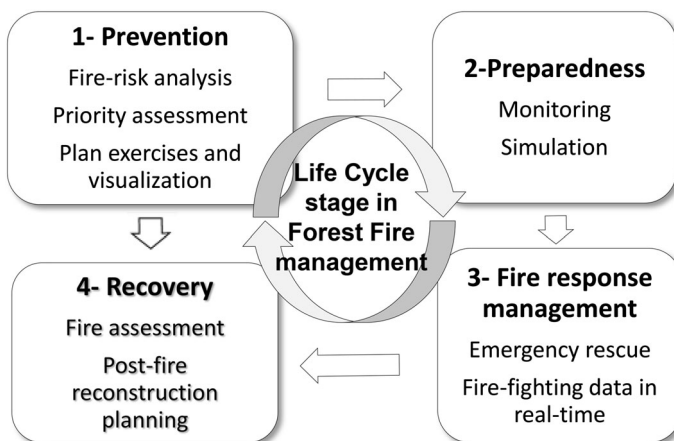 1- Prevention
Fire-risk analysis
Priority assessment
Plan exercises and
visualization
2-Preparedness
Monitoring
Simulation
Life Cycle
stage in
Forest Fire
management
4- Recovery
Fire assessment
Post-fire
reconstruction
planning
3- Fire response
management
Emergency rescue
Fire-fighting data in
real-time